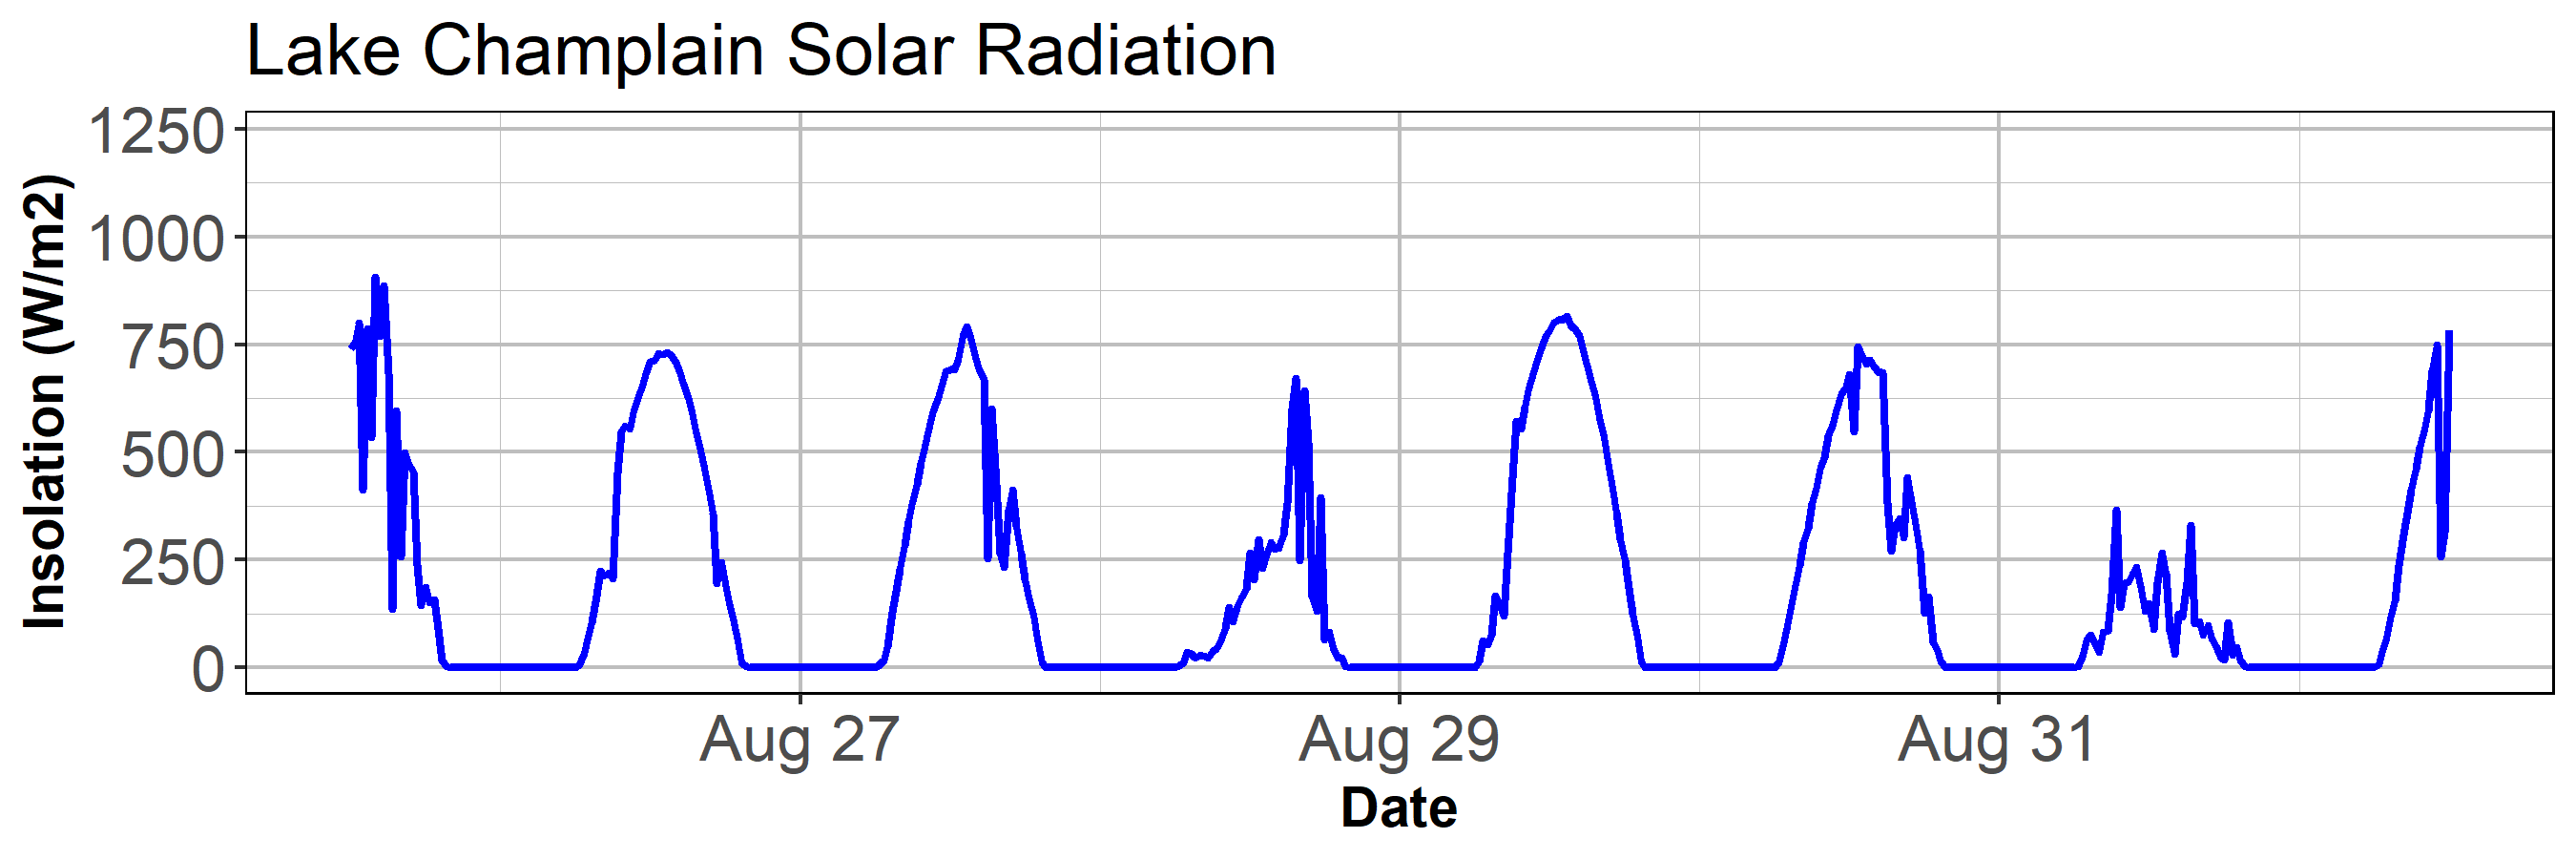 Lake Champlain Solar Radiation
1250
1000
750
500
250
0
Insolation (W/m2)
Aug 27 Aug 29 Aug 31
Date